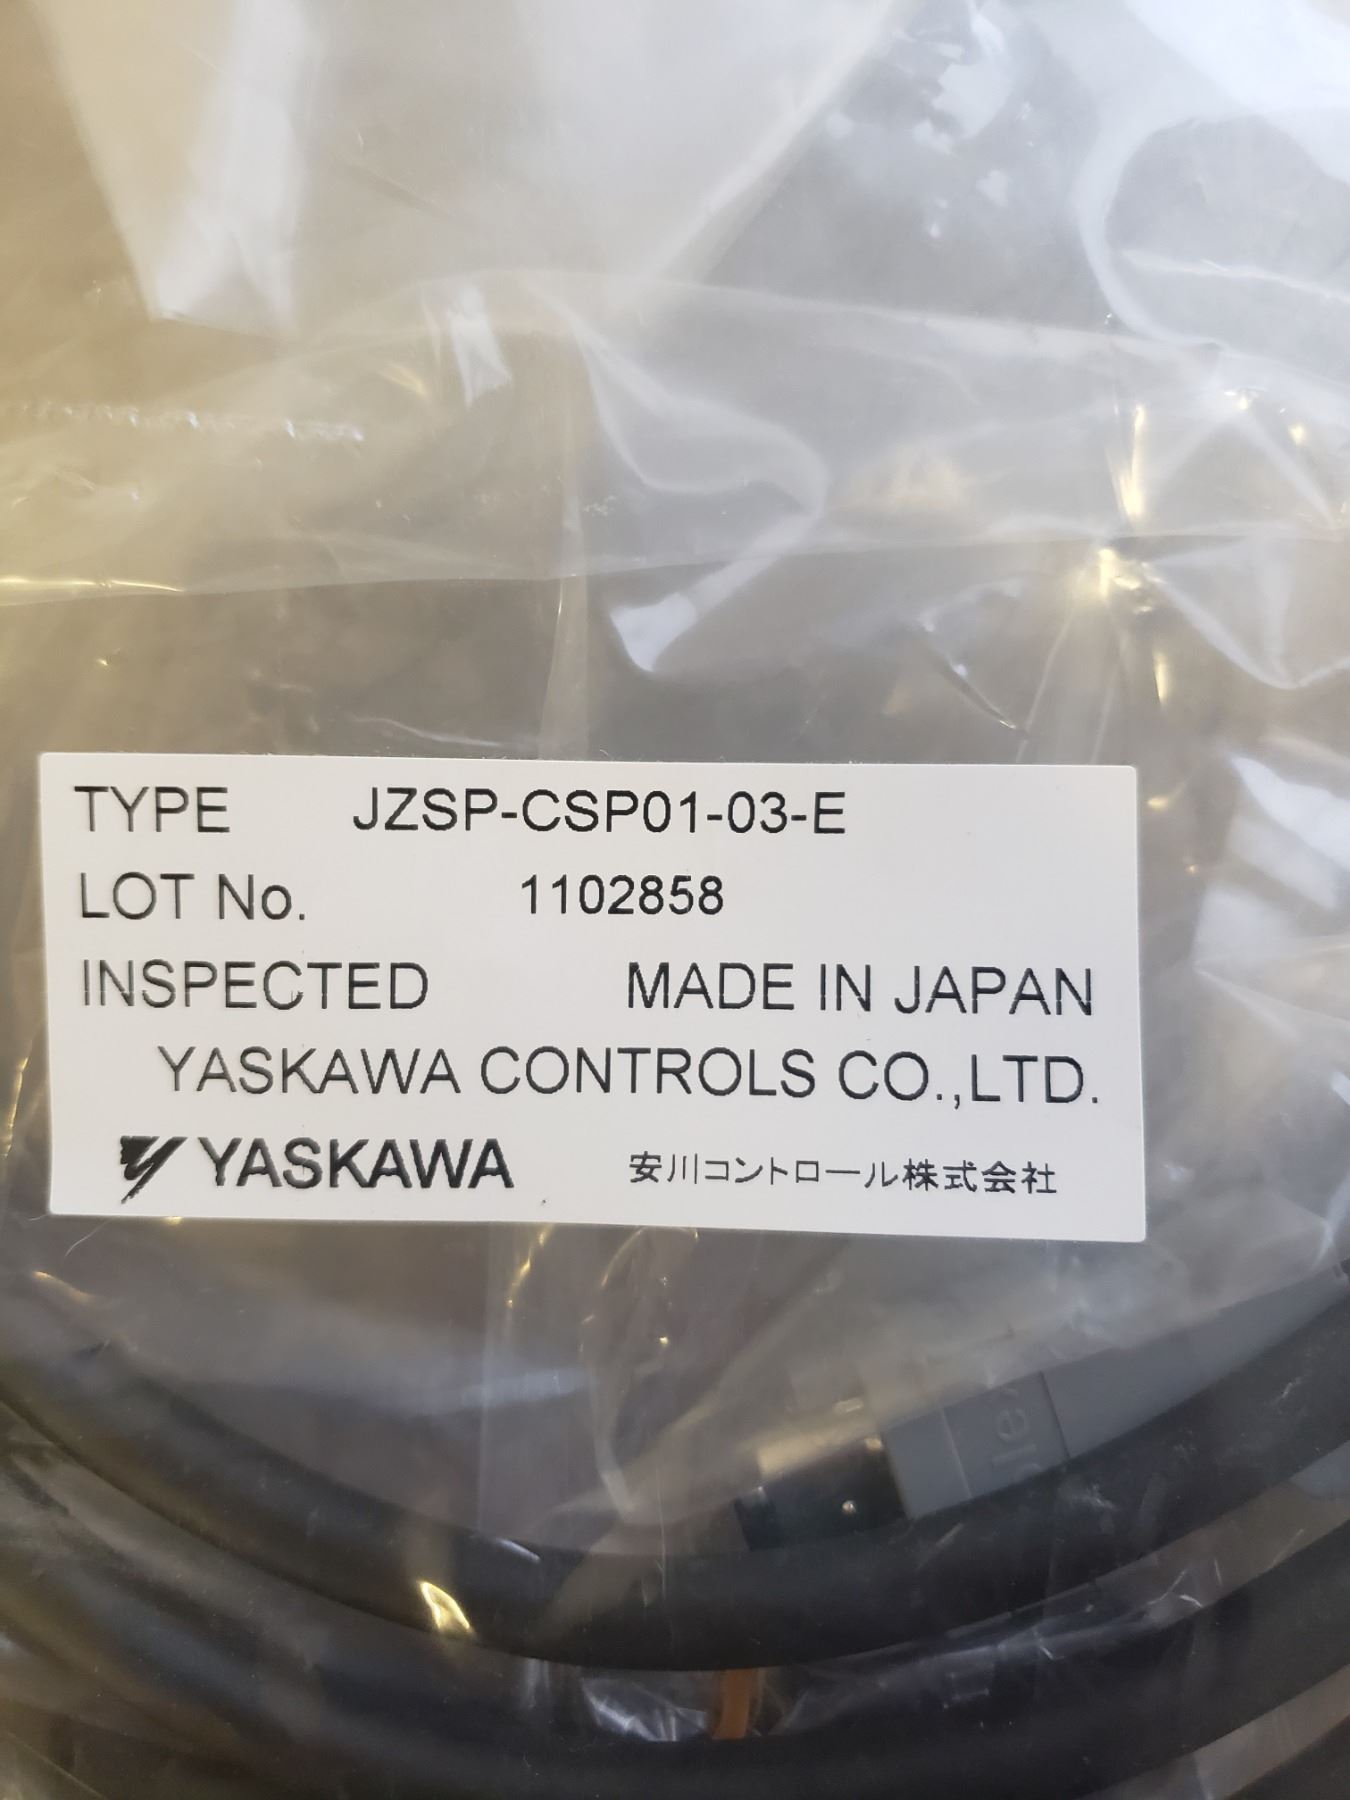 TYPE JZSP-CSP01-03-E
LOT No. 1102858
INSPECTED MADE IN JAPAN
YASKAWA CONTROLS CO.,LTD.
YASKAWA 安川コントロール株式会社